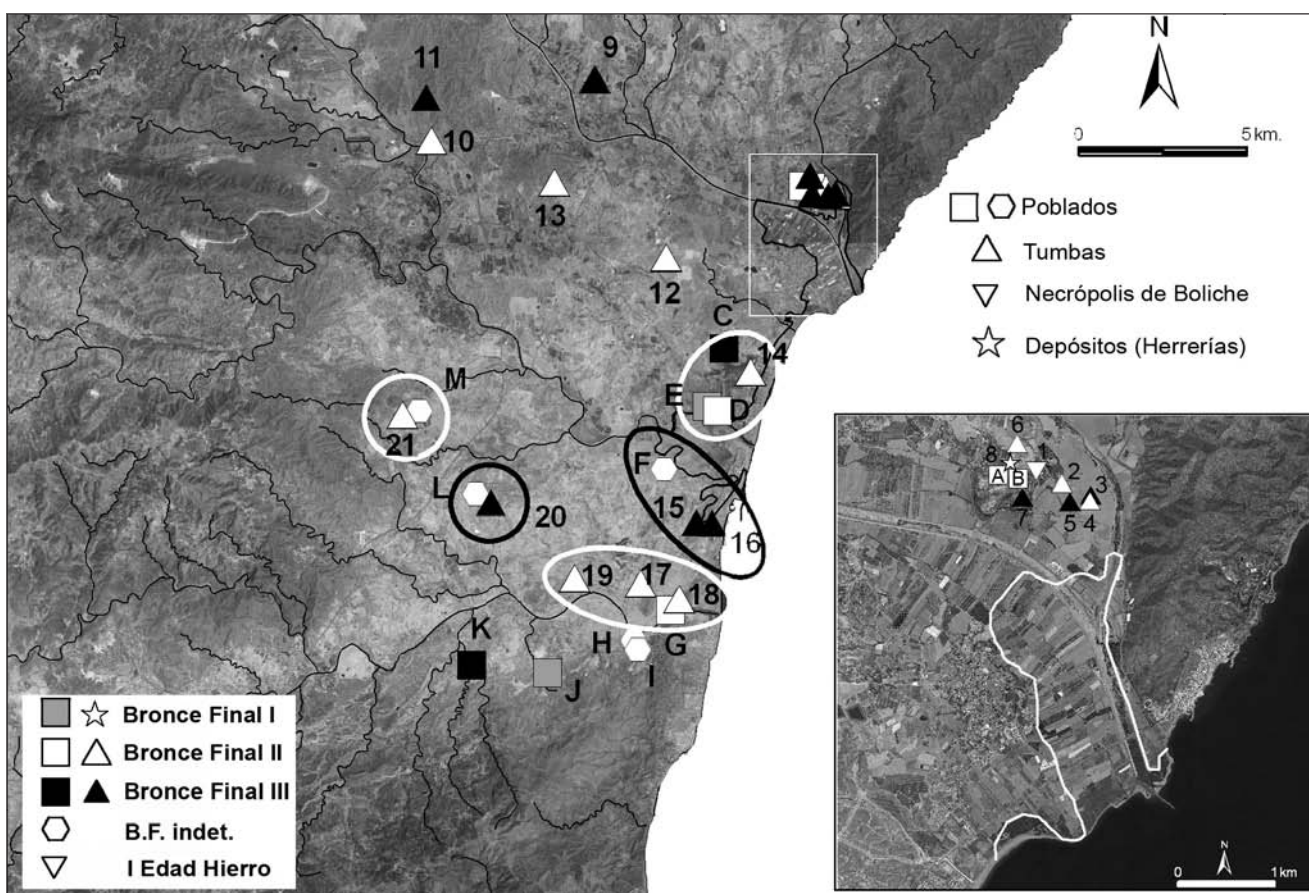 11
9
N
0
5 km.
10
13
Poblados
Tumbas
12
Necrópolis de Boliche
C
Depósitos (Herrerías)
14
M
E
D
21
F
L
20
15
16
19
17
18
H
G
K
I
J
Bronce Final I
Bronce Final II
Bronce Final III
B.F. indet.
I Edad Hierro
6
8
1
A
B
2
3
7
5
4
N
0
1 km